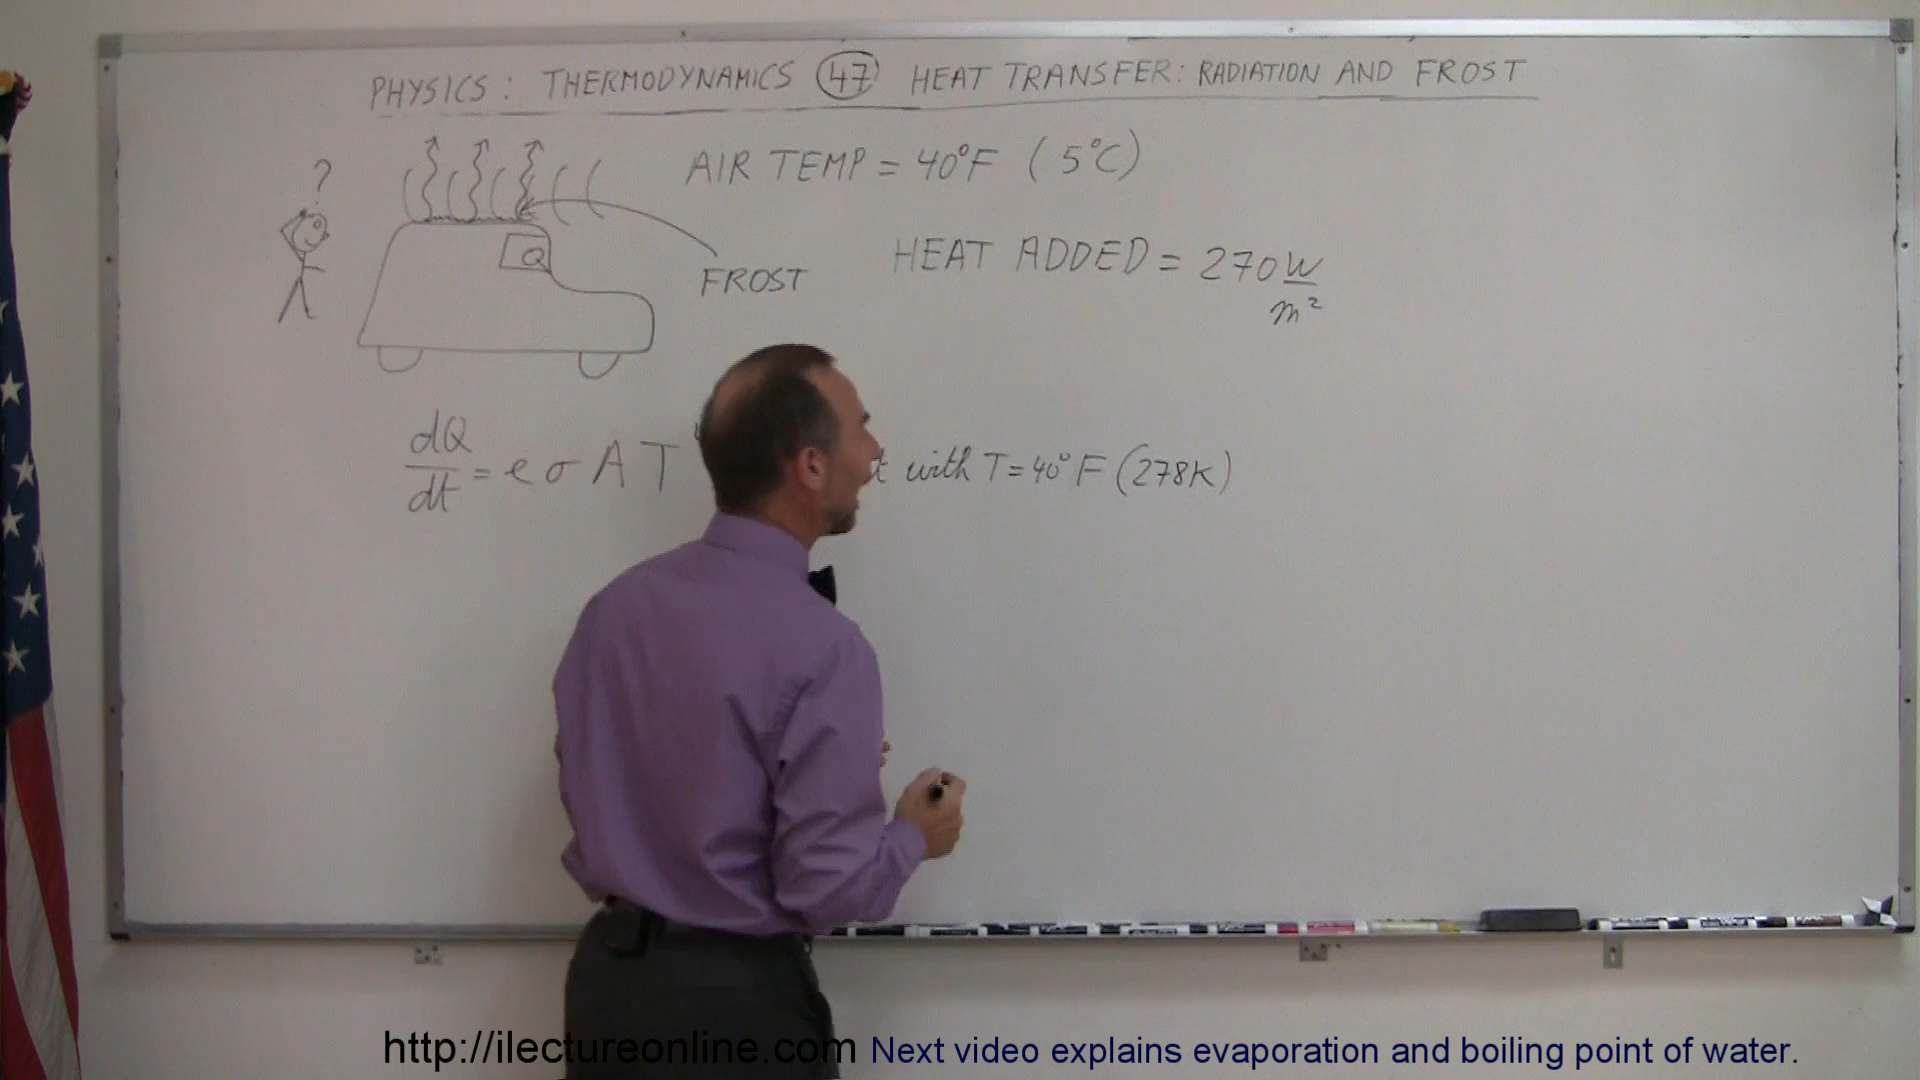 PHYSICS: THERMODYNAMICS 47 HEAT TRANSFER: RADIATION AND FROST
?
AIR TEMP = 40°F (5°C)
Q
FROST
HEAT ADDED = 270 W/m²
dQ/dt = e σ A T with T = 40°F (278K)
http://ilectureonline.com Next video explains evaporation and boiling point of water.